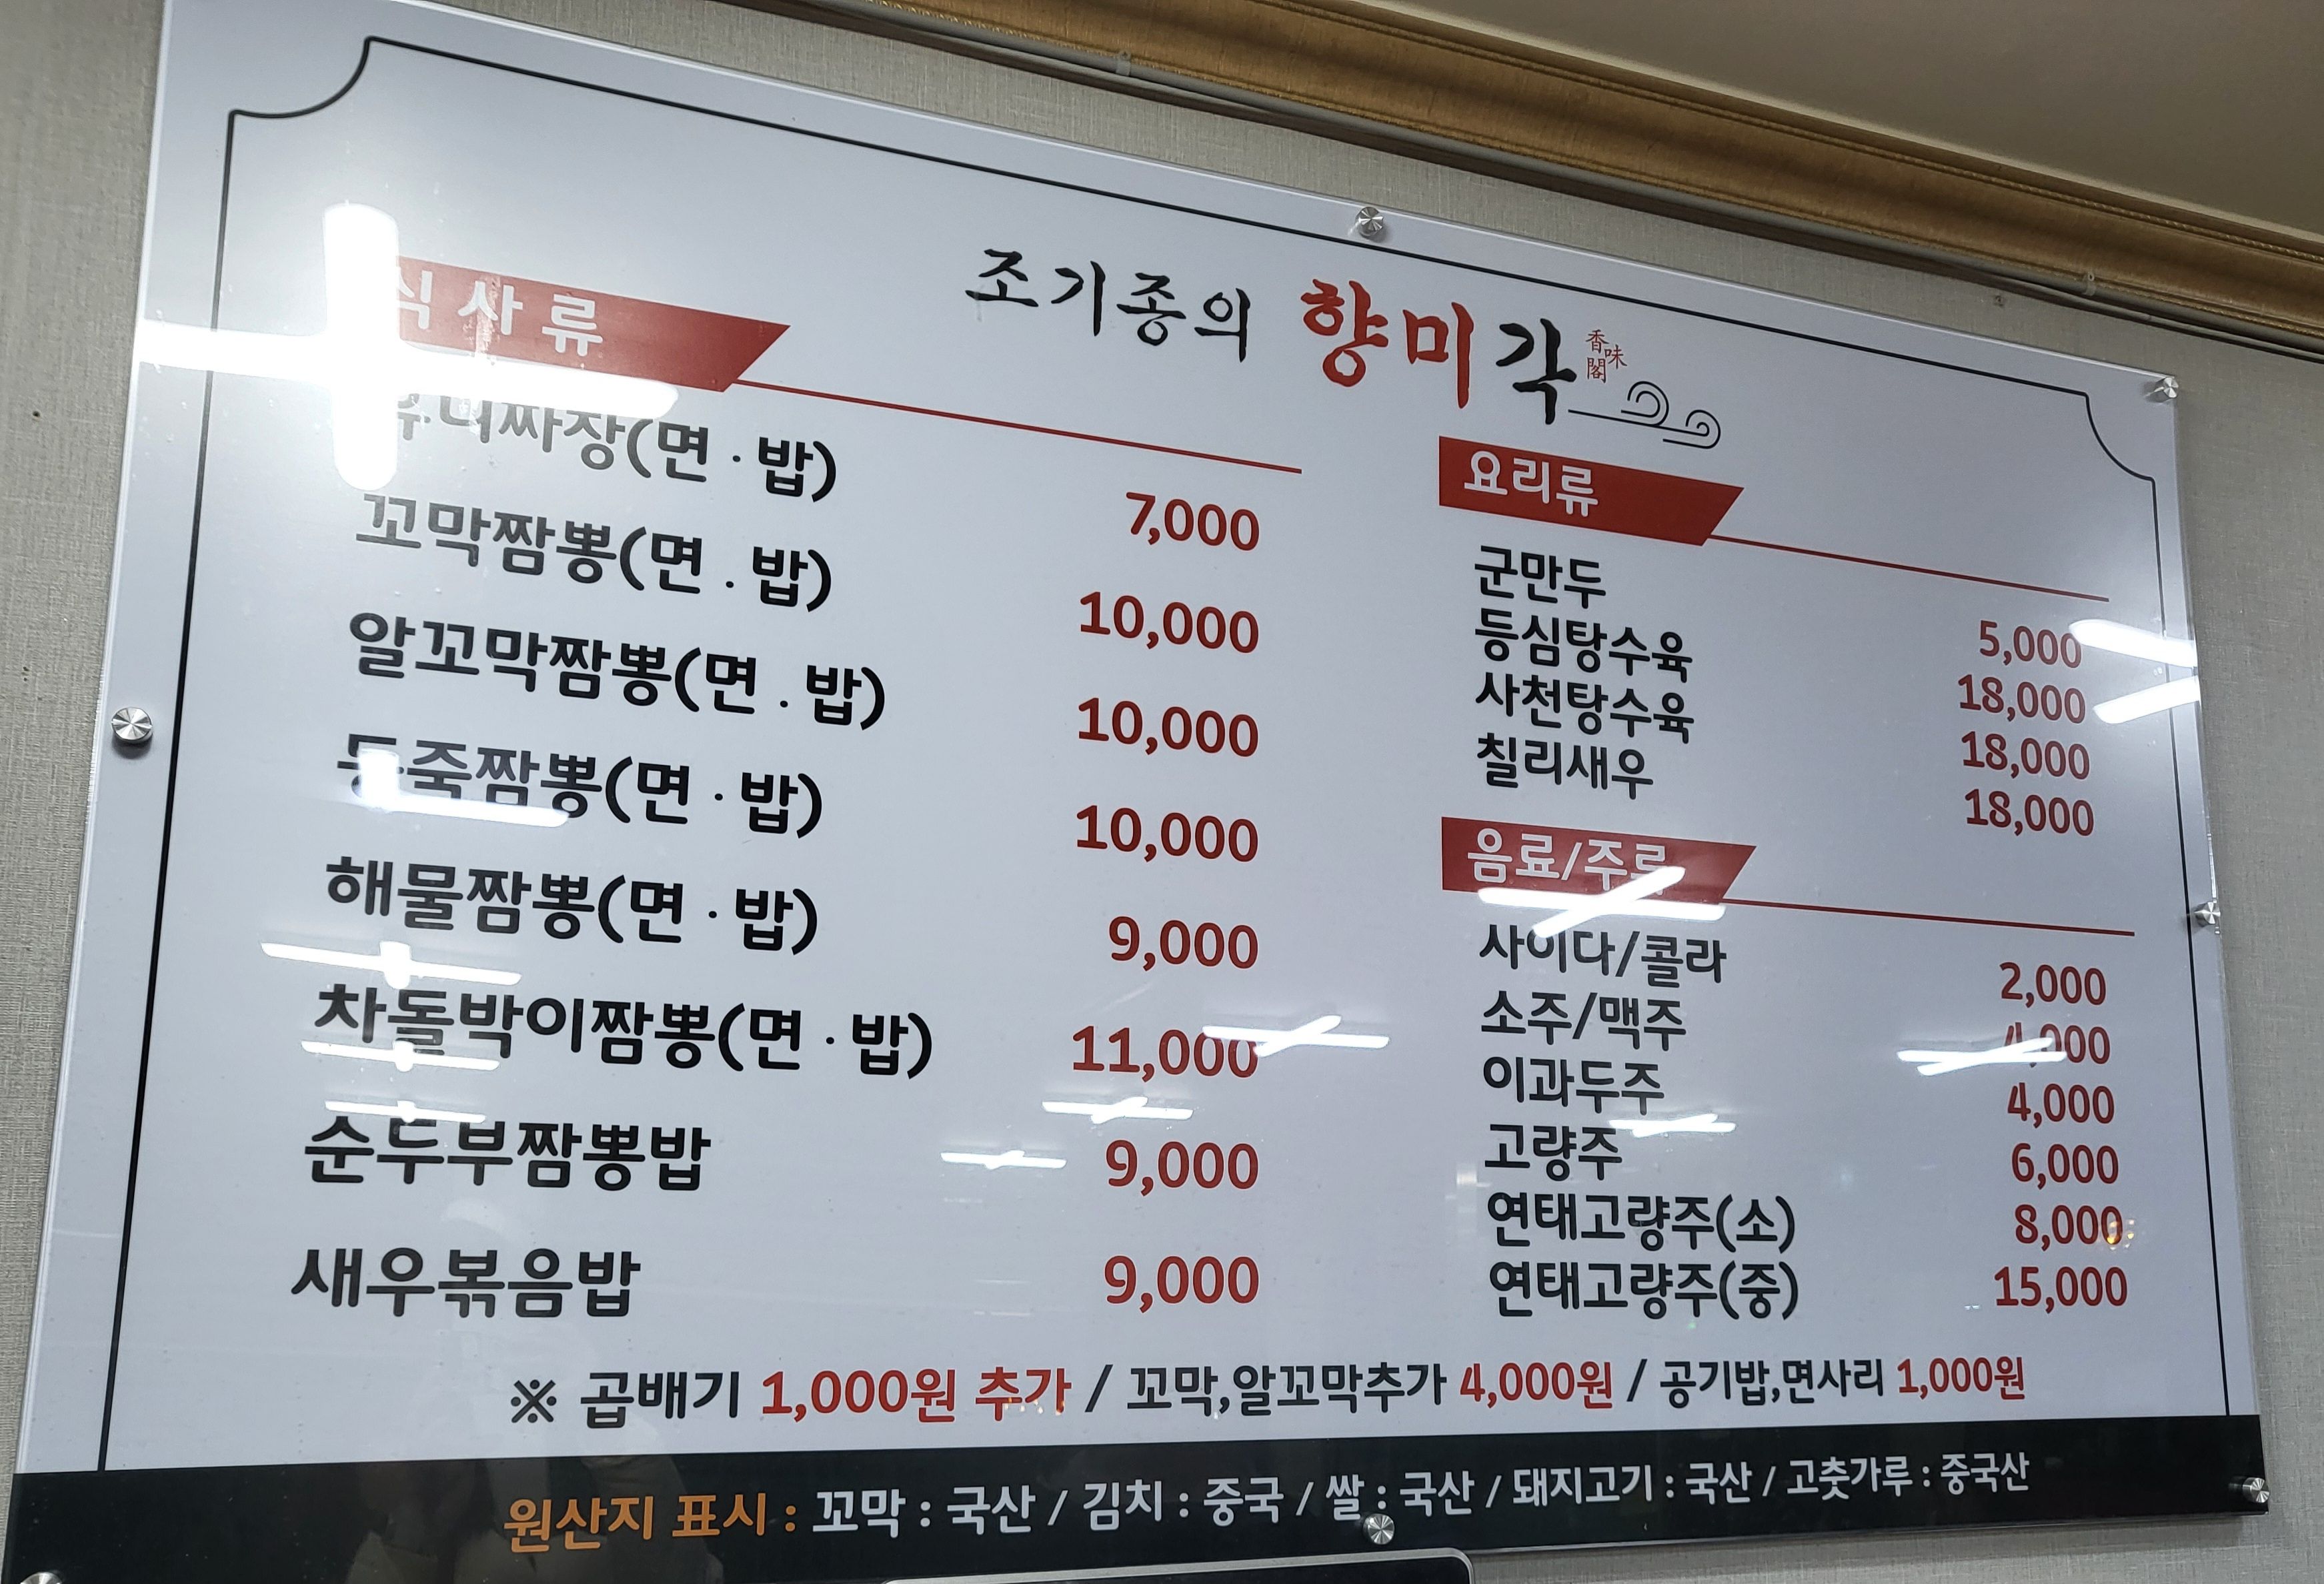 조기종의 향미각
香味閣
식사류
유니짜장(면 · 밥) 7,000
꼬막짬뽕(면 . 밥) 10,000
알꼬막짬뽕(면 . 밥) 10,000
동죽짬뽕(면 · 밥) 10,000
해물짬뽕(면 · 밥) 9,000
차돌박이짬뽕(면 · 밥) 11,000
순두부짬뽕밥 9,000
새우볶음밥 9,000
요리류
군만두 5,000
등심탕수육 18,000
사천탕수육 18,000
칠리새우 18,000
음료/주류
사이다/콜라 2,000
소주/맥주 4,000
이과두주 4,000
고량주 6,000
연태고량주(소) 8,000
연태고량주(중) 15,000
※ 곱배기 1,000원 추가 / 꼬막,알꼬막추가 4,000원 / 공기밥,면사리 1,000원
원산지 표시 : 꼬막 : 국산 / 김치 : 중국 / 쌀 : 국산 / 돼지고기 : 국산 / 고춧가루 : 중국산